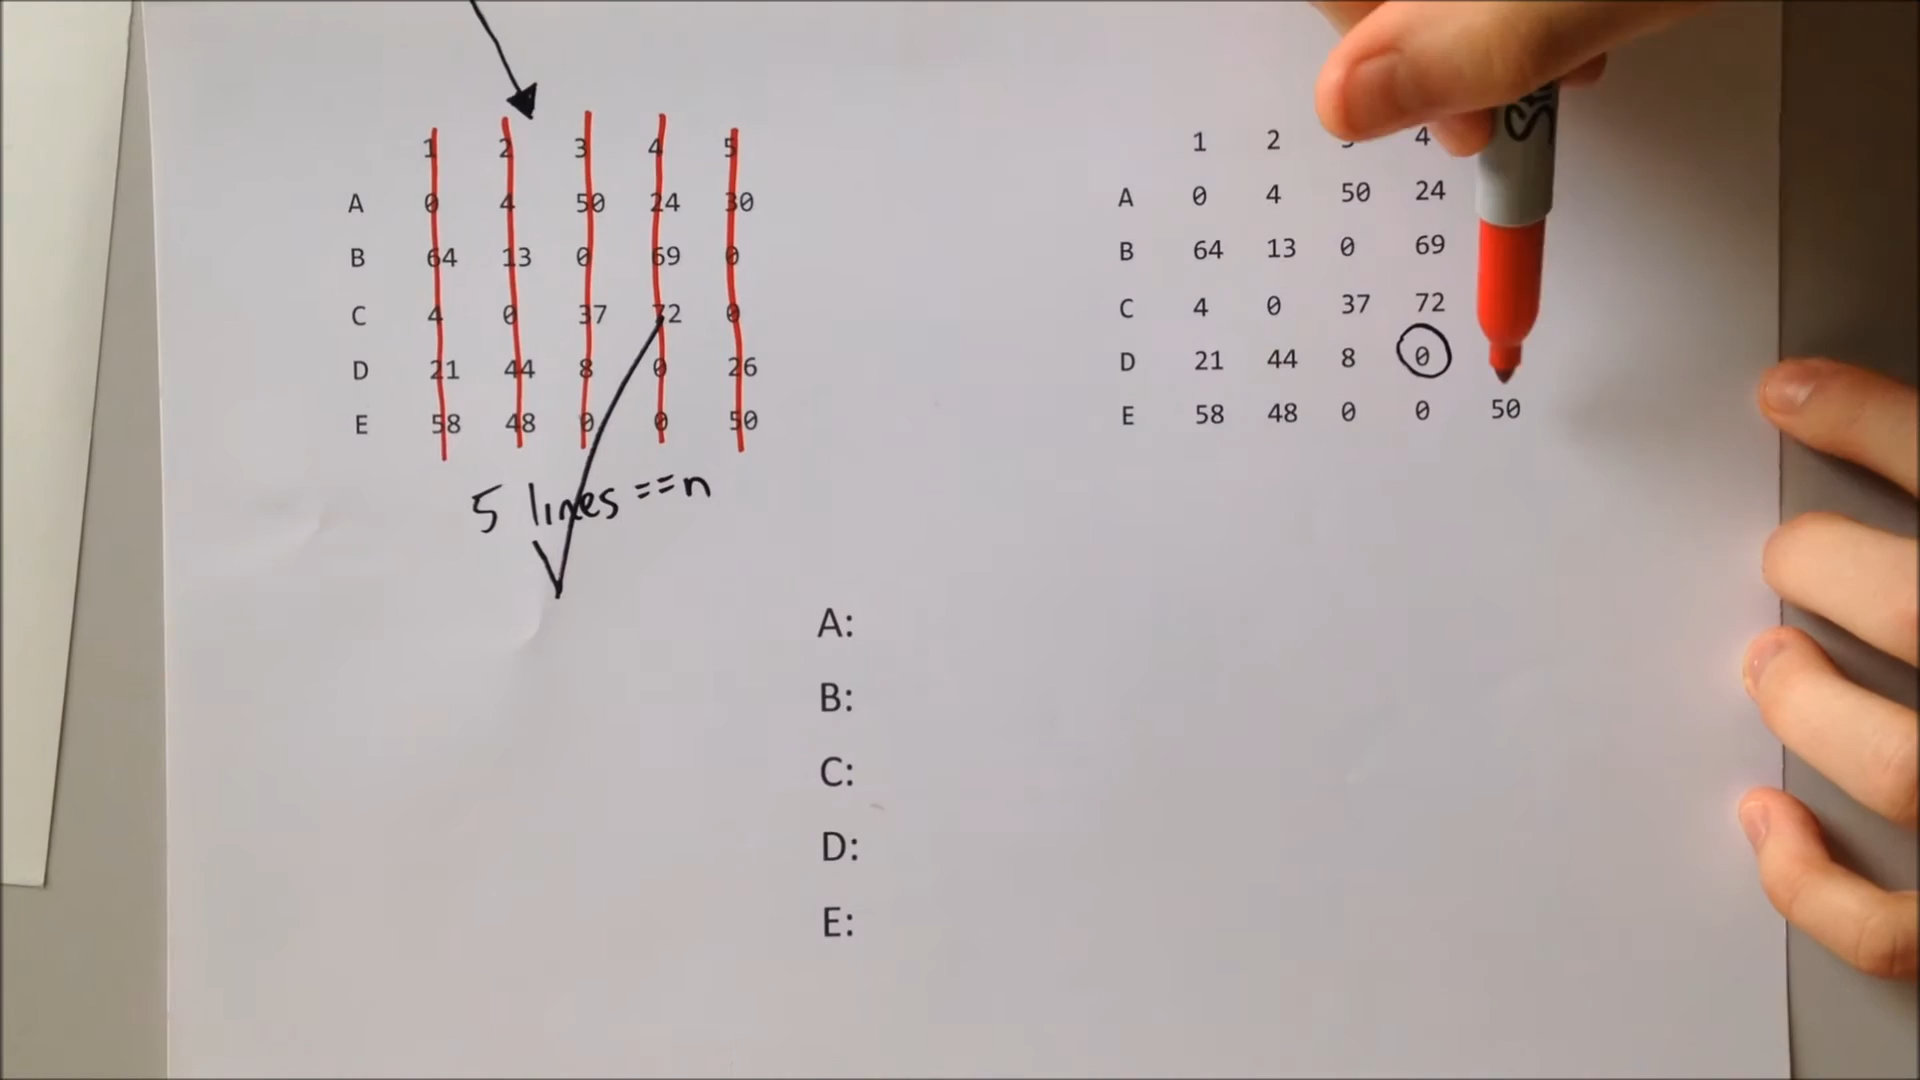 1 2 3 4 5
A 0 4 50 24 30
B 64 13 0 69 0
C 4 0 37 72 0
D 21 44 8 0 26
E 58 48 0 0 50
5 lines ==n
1 2 4
A 0 4 50 24
B 64 13 0 69
C 4 0 37 72
D 21 44 8 0
E 58 48 0 0 50
A:
B:
C:
D:
E: